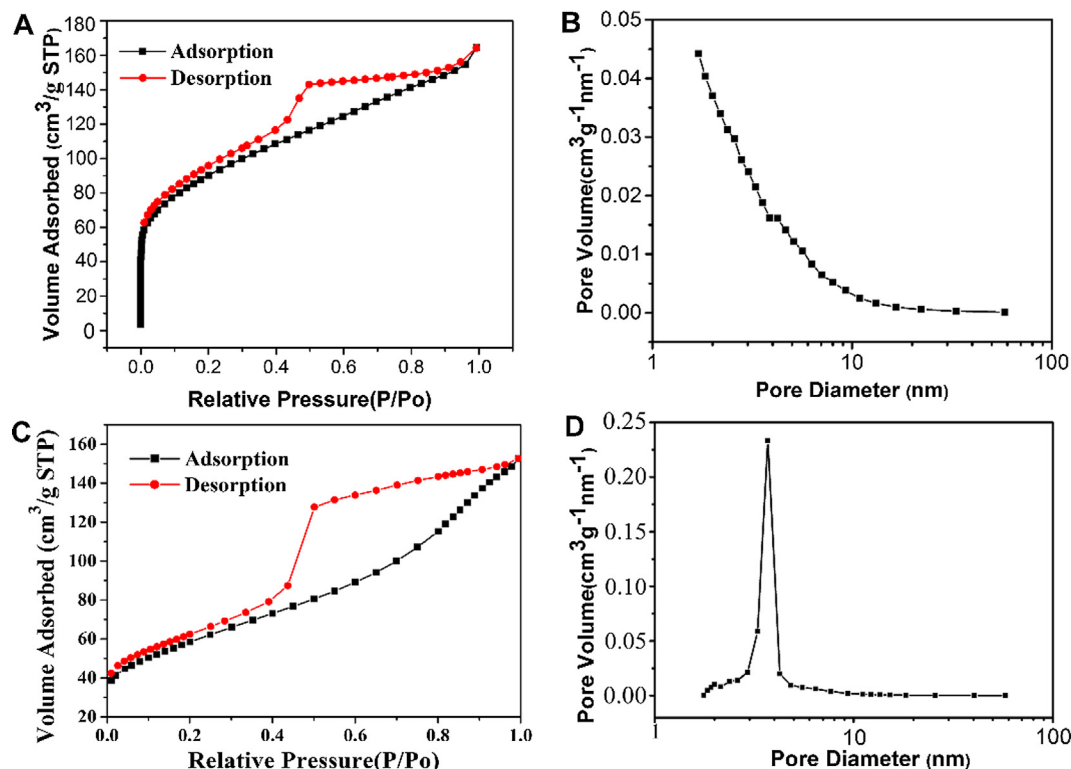 A
Volume Adsorbed (cm³/g STP)
180
160
140
120
100
80
60
40
20
0
Adsorption
Desorption
0.0 0.2 0.4 0.6 0.8 1.0
Relative Pressure(P/Po)
B
Pore Volume(cm³g⁻¹nm⁻¹)
0.05
0.04
0.03
0.02
0.01
0.00
1 10 100
Pore Diameter (nm)
C
Volume Adsorbed (cm³/g STP)
160
140
120
100
80
60
40
20
Adsorption
Desorption
0.0 0.2 0.4 0.6 0.8 1.0
Relative Pressure(P/Po)
D
Pore Volume(cm³g⁻¹nm⁻¹)
0.25
0.20
0.15
0.10
0.05
0.00
1 10 100
Pore Diameter (nm)